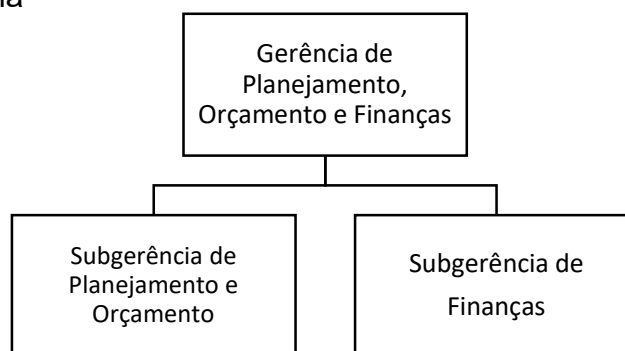 Gerência de
Planejamento,
Orçamento e Finanças
Subgerência de
Planejamento e
Orçamento
Subgerência de
Finanças